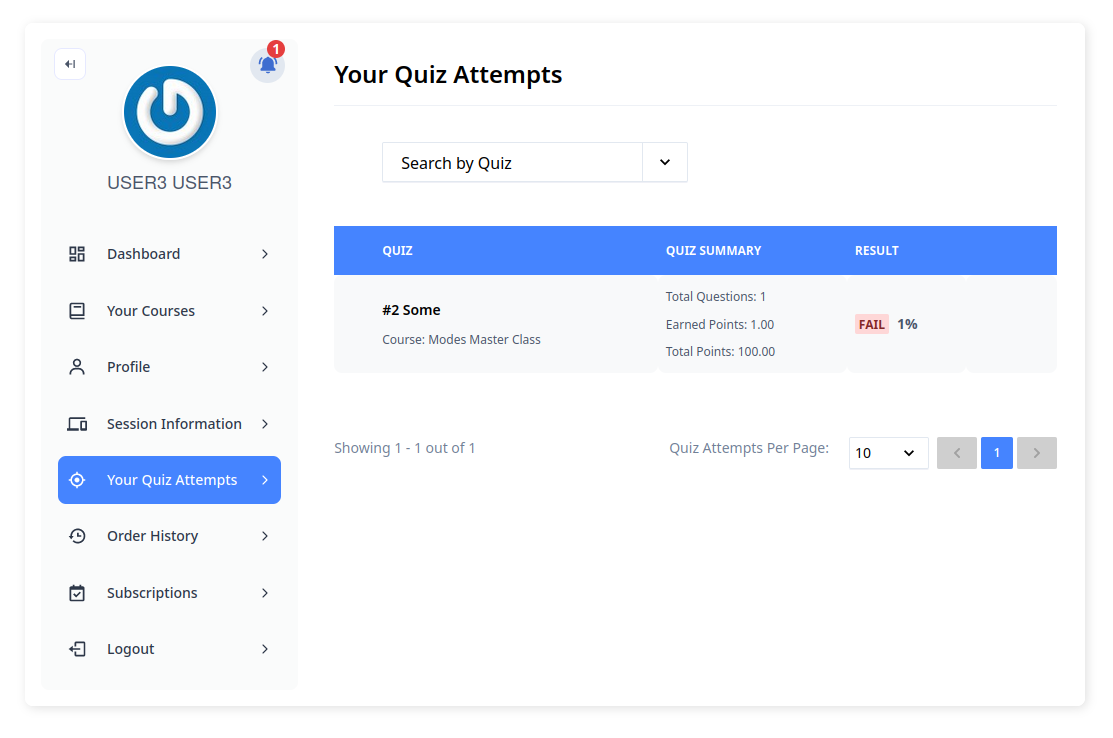 1
USER3 USER3
Dashboard
Your Courses
Profile
Session Information
Your Quiz Attempts
Order History
Subscriptions
Logout
Your Quiz Attempts
Search by Quiz
QUIZ QUIZ SUMMARY RESULT
#2 Some
Course: Modes Master Class
Total Questions: 1
Earned Points: 1.00
Total Points: 100.00
FAIL 1%
Showing 1 - 1 out of 1
Quiz Attempts Per Page: 10 1